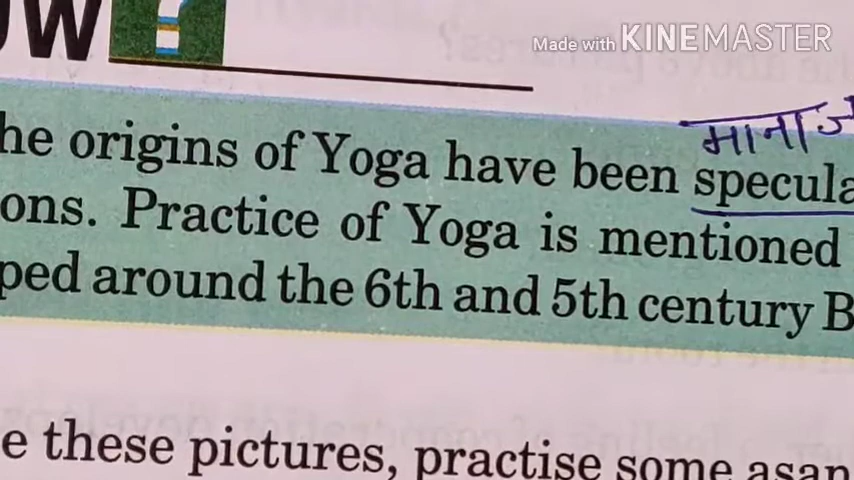 OW ?
Made with KINEMASTER
माना ज
he origins of Yoga have been specula
ons. Practice of Yoga is mentioned
ped around the 6th and 5th century B
e these pictures, practise some asan